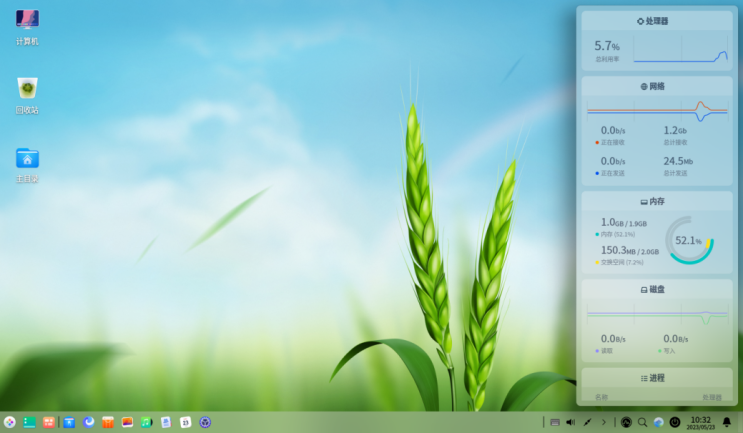 计算机
回收站
主目录
处理器
5.7%
总利用率
网络
0.0b/s
1.2Gb
正在接收
总计接收
0.0b/s
24.5Mb
正在发送
总计发送
内存
1.0GB / 1.9GB
内存 (52.1%)
150.3MB / 2.0GB
交换空间 (7.2%)
52.1%
磁盘
0.0B/s
0.0B/s
读取
写入
进程
名称
处理器
23
10:32
2023/05/23